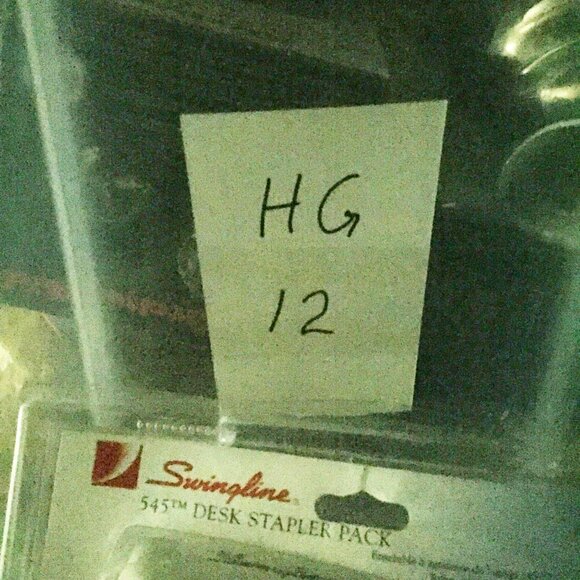 HG
12
Swingline
545™ DESK STAPLER PACK